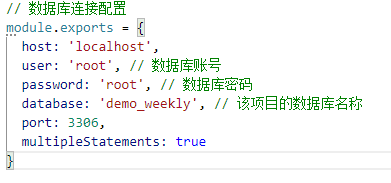 // 数据库连接配置
module.exports = {
  host: 'localhost',
  user: 'root', // 数据库账号
  password: 'root', // 数据库密码
  database: 'demo_weekly', // 该项目的数据库名称
  port: 3306,
  multipleStatements: true
}